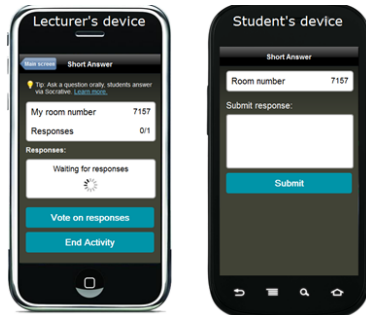 Lecturer's device
Main screen
Short Answer
Tip: Ask a question orally, students answer
via Socrative. Learn more.
My room number 7157
Responses 0/1
Responses:
Waiting for responses
Vote on responses
End Activity
Student's device
Short Answer
Room number 7157
Submit response:
Submit